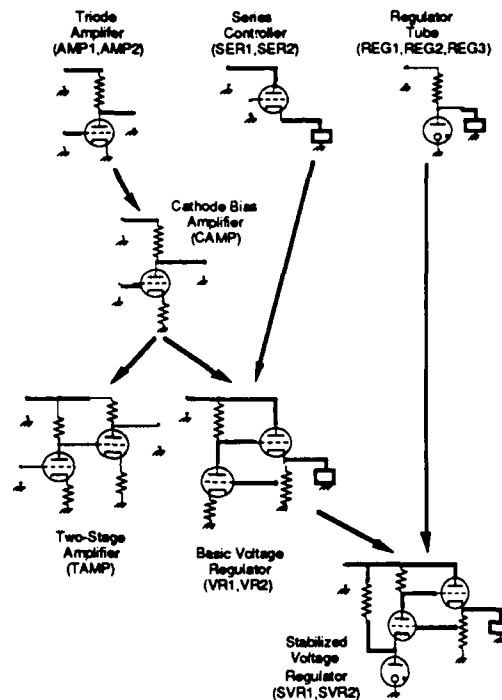 Triode
Amplifer
(AMP1,AMP2)
Series
Controller
(SER1,SER2)
Regulator
Tube
(REG1,REG2,REG3)
Cathode Bias
Amplifier
(CAMP)
Two-Stage
Amplifier
(TAMP)
Basic Voltage
Regulator
(VR1,VR2)
Stabilized
Voltage
Regulator
(SVR1,SVR2)